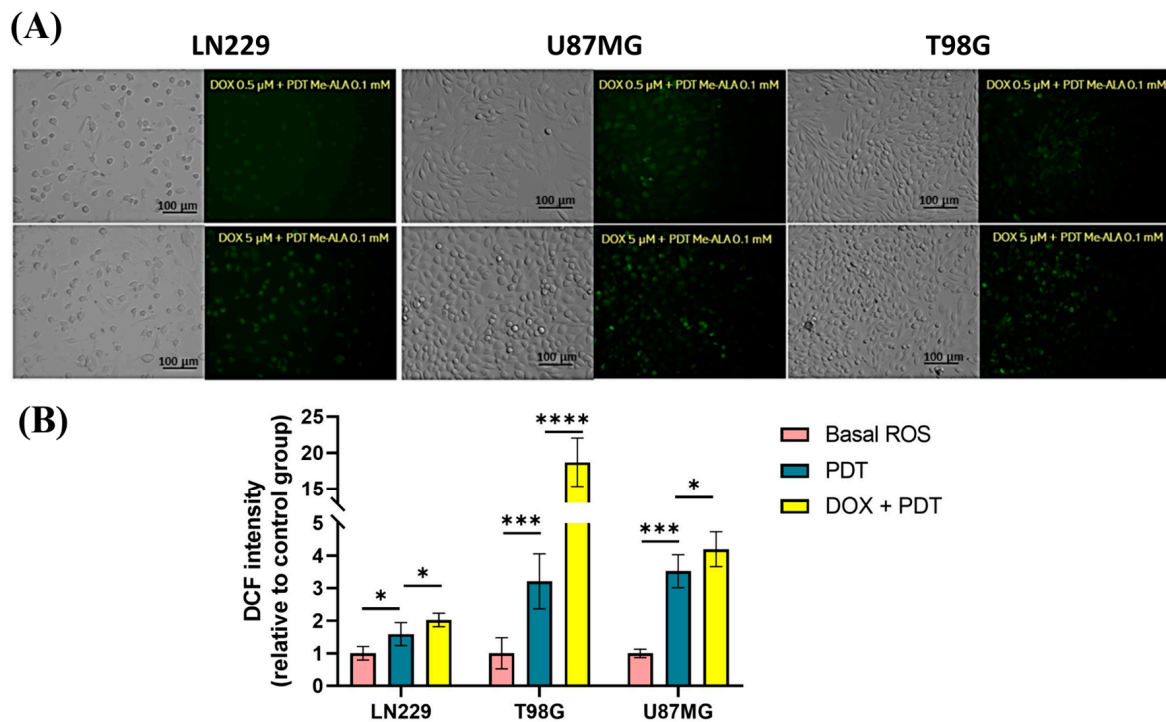 (A)
LN229
U87MG
T98G
DOX 0.5 µM + PDT Me-ALA 0.1 mM
DOX 0.5 µM + PDT Me-ALA 0.1 mM
DOX 0.5 µM + PDT Me-ALA 0.1 mM
100 µm
100 µm
100 µm
DOX 5 µM + PDT Me-ALA 0.1 mM
DOX 5 µM + PDT Me-ALA 0.1 mM
DOX 5 µM + PDT Me-ALA 0.1 mM
100 µm
100 µm
100 µm
(B)
DCF intensity
(relative to control group)
25
20
15
5
4
3
2
1
0
*
*
***
****
***
*
LN229
T98G
U87MG
Basal ROS
PDT
DOX + PDT